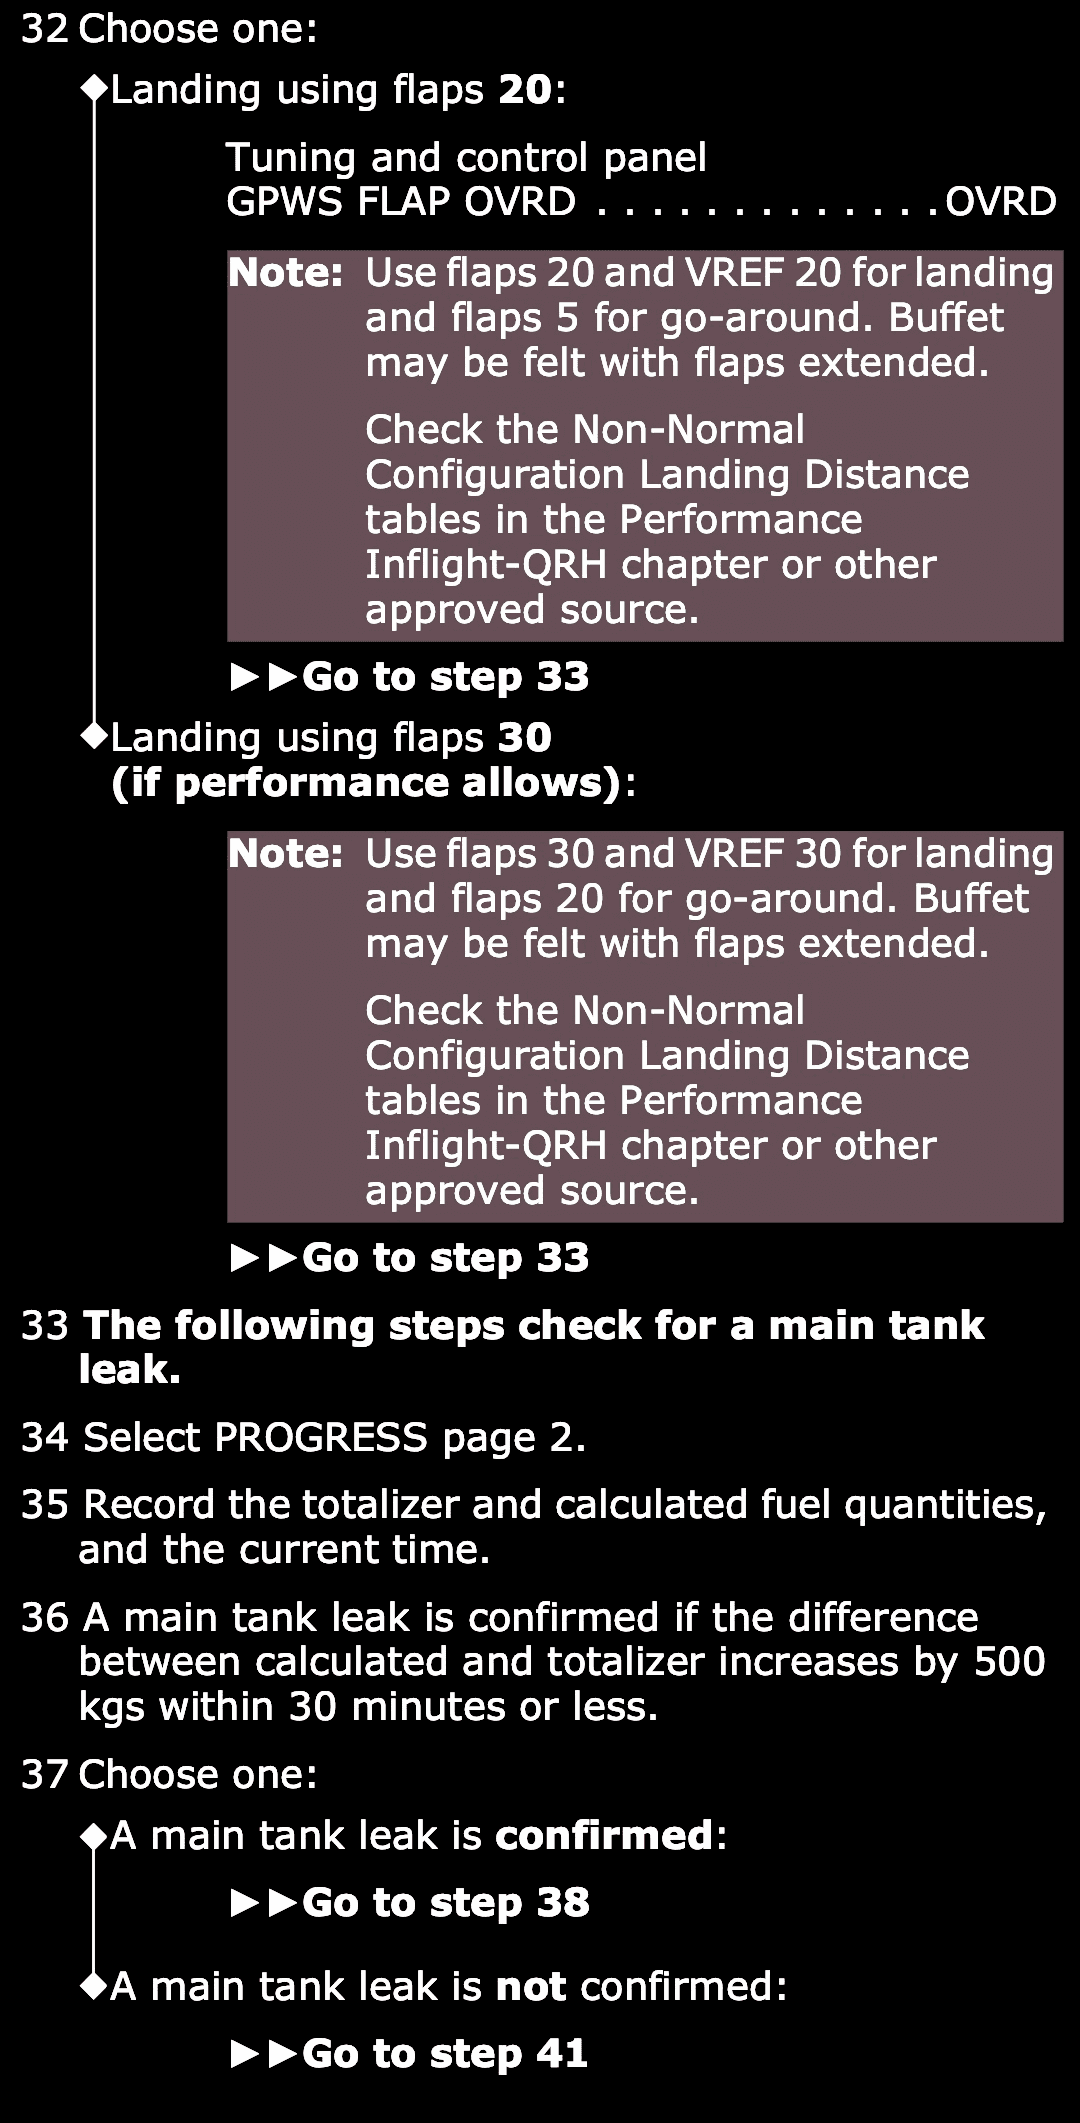 32 Choose one:
◆Landing using flaps 20:
Tuning and control panel
GPWS FLAP OVRD . . . . . . . . . . . . . OVRD
Note: Use flaps 20 and VREF 20 for landing
and flaps 5 for go-around. Buffet
may be felt with flaps extended.
Check the Non-Normal
Configuration Landing Distance
tables in the Performance
Inflight-QRH chapter or other
approved source.
►►Go to step 33
◆Landing using flaps 30
(if performance allows):
Note: Use flaps 30 and VREF 30 for landing
and flaps 20 for go-around. Buffet
may be felt with flaps extended.
Check the Non-Normal
Configuration Landing Distance
tables in the Performance
Inflight-QRH chapter or other
approved source.
►►Go to step 33
33 The following steps check for a main tank
leak.
34 Select PROGRESS page 2.
35 Record the totalizer and calculated fuel quantities,
and the current time.
36 A main tank leak is confirmed if the difference
between calculated and totalizer increases by 500
kgs within 30 minutes or less.
37 Choose one:
◆A main tank leak is confirmed:
►►Go to step 38
◆A main tank leak is not confirmed:
►►Go to step 41